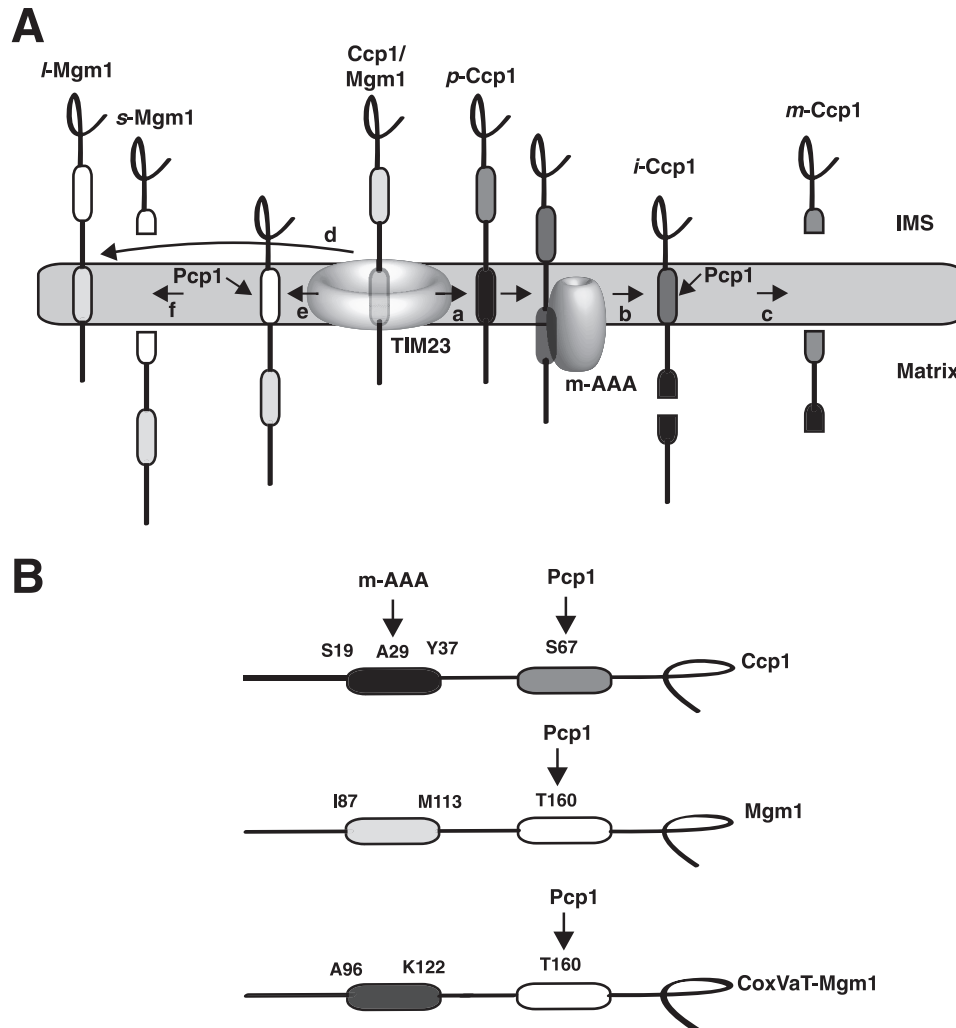 A
l-Mgm1
s-Mgm1
Ccp1/
Mgm1
p-Ccp1
i-Ccp1
m-Ccp1
IMS
d
Pcp1
f
e
a
b
Pcp1
c
TIM23
m-AAA
Matrix
B
m-AAA
Pcp1
S19
A29
Y37
S67
Ccp1
Pcp1
I87
M113
T160
Mgm1
Pcp1
A96
K122
T160
CoxVaT-Mgm1